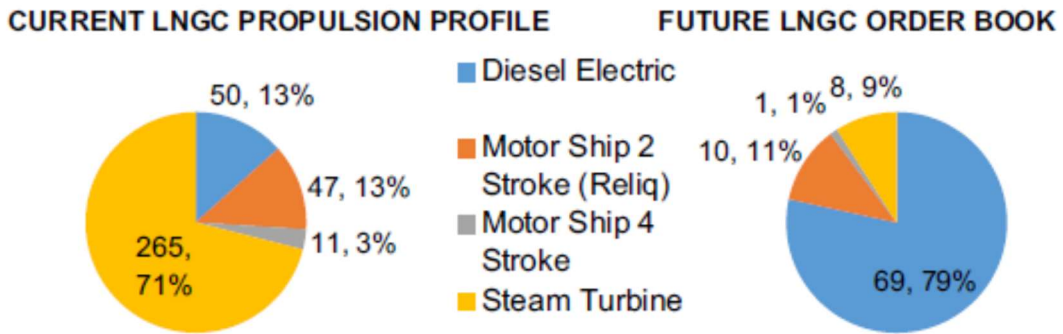 CURRENT LNGC PROPULSION PROFILE
50, 13%
47, 13%
11, 3%
265,
71%
Diesel Electric
Motor Ship 2
Stroke (Reliq)
Motor Ship 4
Stroke
Steam Turbine
FUTURE LNGC ORDER BOOK
8, 9%
1, 1%
10, 11%
69, 79%